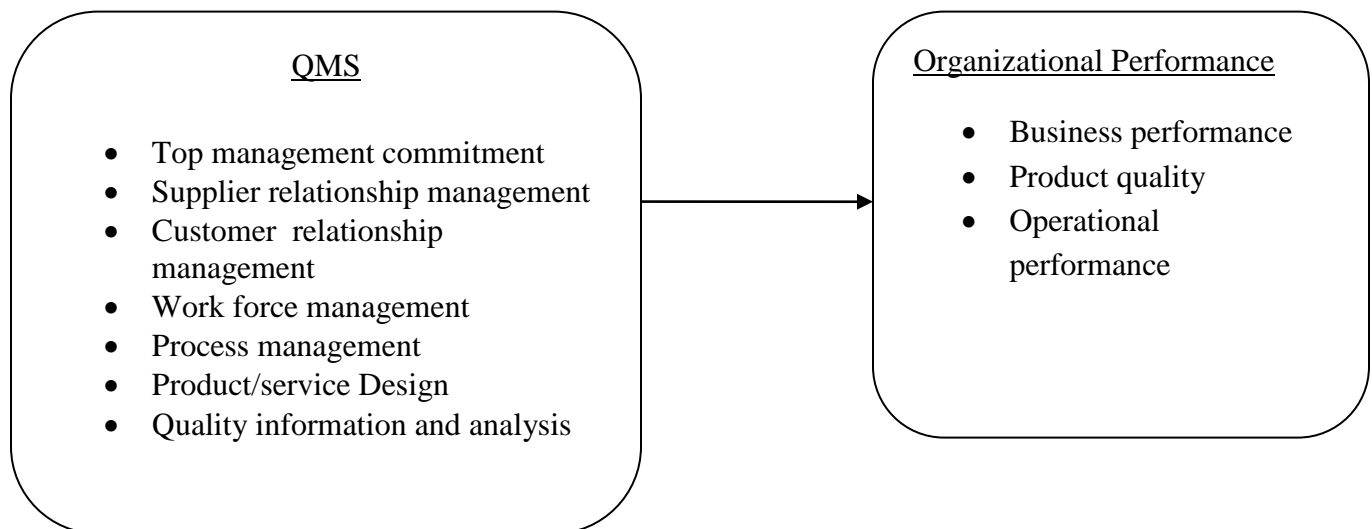 QMS
• Top management commitment
• Supplier relationship management
• Customer relationship
management
• Work force management
• Process management
• Product/service Design
• Quality information and analysis
Organizational Performance
• Business performance
• Product quality
• Operational
performance